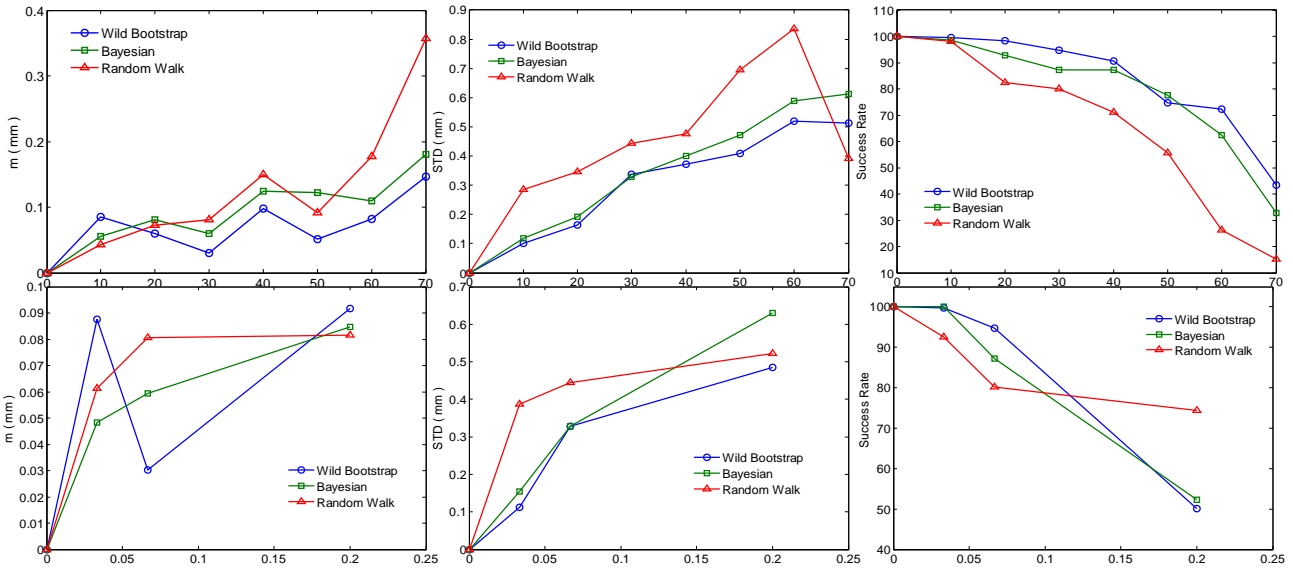 0.4
0.3
0.2
0.1
0
m ( mm )
Wild Bootstrap
Bayesian
Random Walk
0 10 20 30 40 50 60 70
0.9
0.8
0.7
0.6
0.5
0.4
0.3
0.2
0.1
0
STD ( mm )
Wild Bootstrap
Bayesian
Random Walk
0 10 20 30 40 50 60 70
110
100
90
80
70
60
50
40
30
20
10
Success Rate
Wild Bootstrap
Bayesian
Random Walk
0 10 20 30 40 50 60 70
0.1
0.09
0.08
0.07
0.06
0.05
0.04
0.03
0.02
0.01
0
m ( mm )
Wild Bootstrap
Bayesian
Random Walk
0 0.05 0.1 0.15 0.2 0.25
0.7
0.6
0.5
0.4
0.3
0.2
0.1
0
STD ( mm )
Wild Bootstrap
Bayesian
Random Walk
0 0.05 0.1 0.15 0.2 0.25
100
90
80
70
60
50
40
Success Rate
Wild Bootstrap
Bayesian
Random Walk
0 0.05 0.1 0.15 0.2 0.25